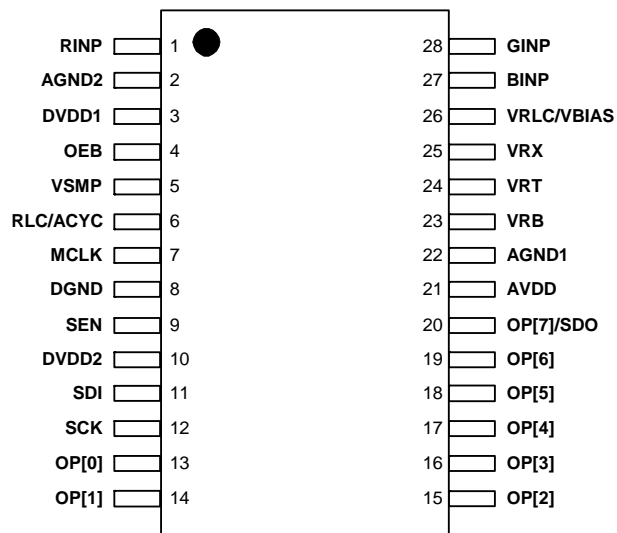 RINP 1 28 GINP
AGND2 2 27 BINP
DVDD1 3 26 VRLC/VBIAS
OEB 4 25 VRX
VSMP 5 24 VRT
RLC/ACYC 6 23 VRB
MCLK 7 22 AGND1
DGND 8 21 AVDD
SEN 9 20 OP[7]/SDO
DVDD2 10 19 OP[6]
SDI 11 18 OP[5]
SCK 12 17 OP[4]
OP[0] 13 16 OP[3]
OP[1] 14 15 OP[2]